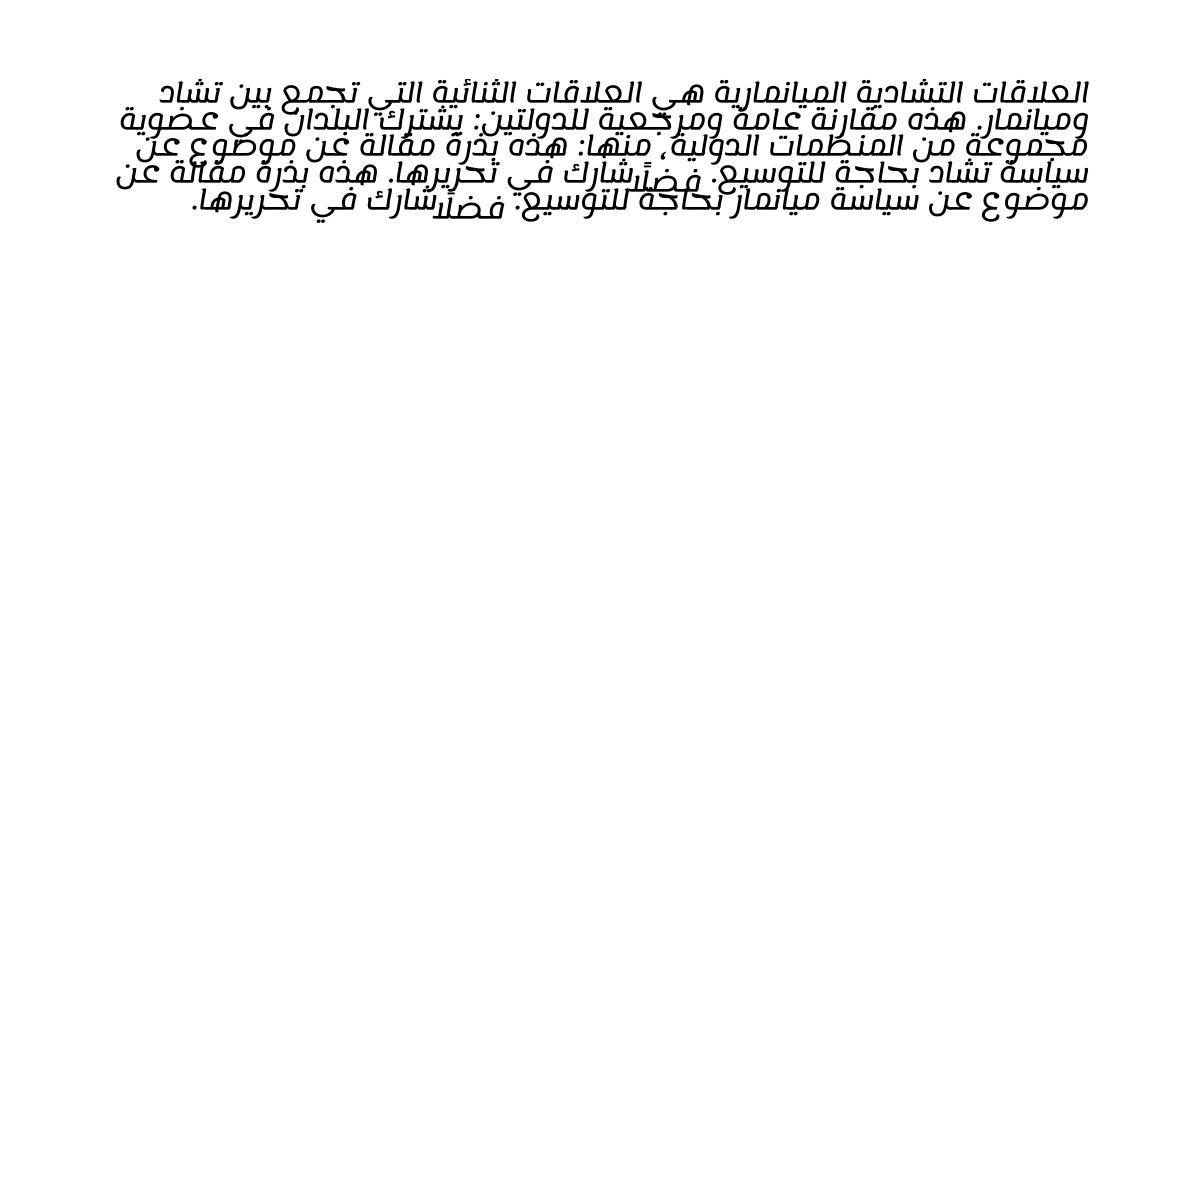 العلاقات التشادية الميانمارية هي العلاقات الثنائية التي تجمع بين تشاد
وميانمار. هذه مقارنة عامة ومرجعية للدولتين: يشترك البلدان في عضوية
مجموعة من المنظمات الدولية، منها: هذه بذرة مقالة عن موضوع عن
سياسة تشاد بحاجة للتوسيع. فضلًا شارك في تحريرها. هذه بذرة مقالة عن
موضوع عن سياسة ميانمار بحاجة للتوسيع. فضلًا شارك في تحريرها.